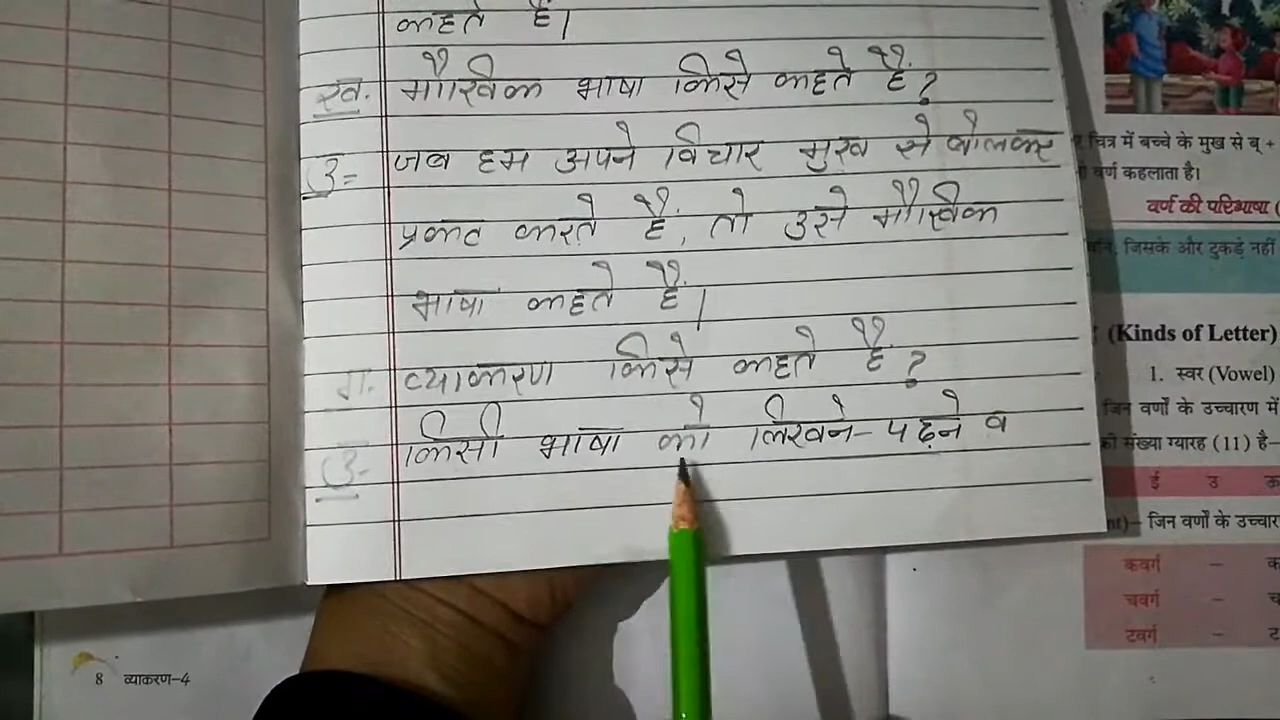 कहते हैं।
ख. मौखिक भाषा किसे कहते हैं?
उ= जब हम अपने विचार मुख से बोलकर
प्रकट करते हैं, तो उसे मौखिक
भाषा कहते हैं।
ग. व्याकरण किसे कहते हैं?
उ- किसी भाषा को लिखने-पढ़ने व
चित्र में बच्चे के मुख से ब् +
वर्ण कहलाता है।
वर्ण की परिभाषा (
जिसके और टुकड़े नहीं
(Kinds of Letter)
1. स्वर (Vowel)
जिन वर्णों के उच्चारण में
की संख्या ग्यारह (11) है-
ई उ ऊ
nt)– जिन वर्णों के उच्चार
कवर्ग – क
चवर्ग – च
टवर्ग – ट
8 व्याकरण-4